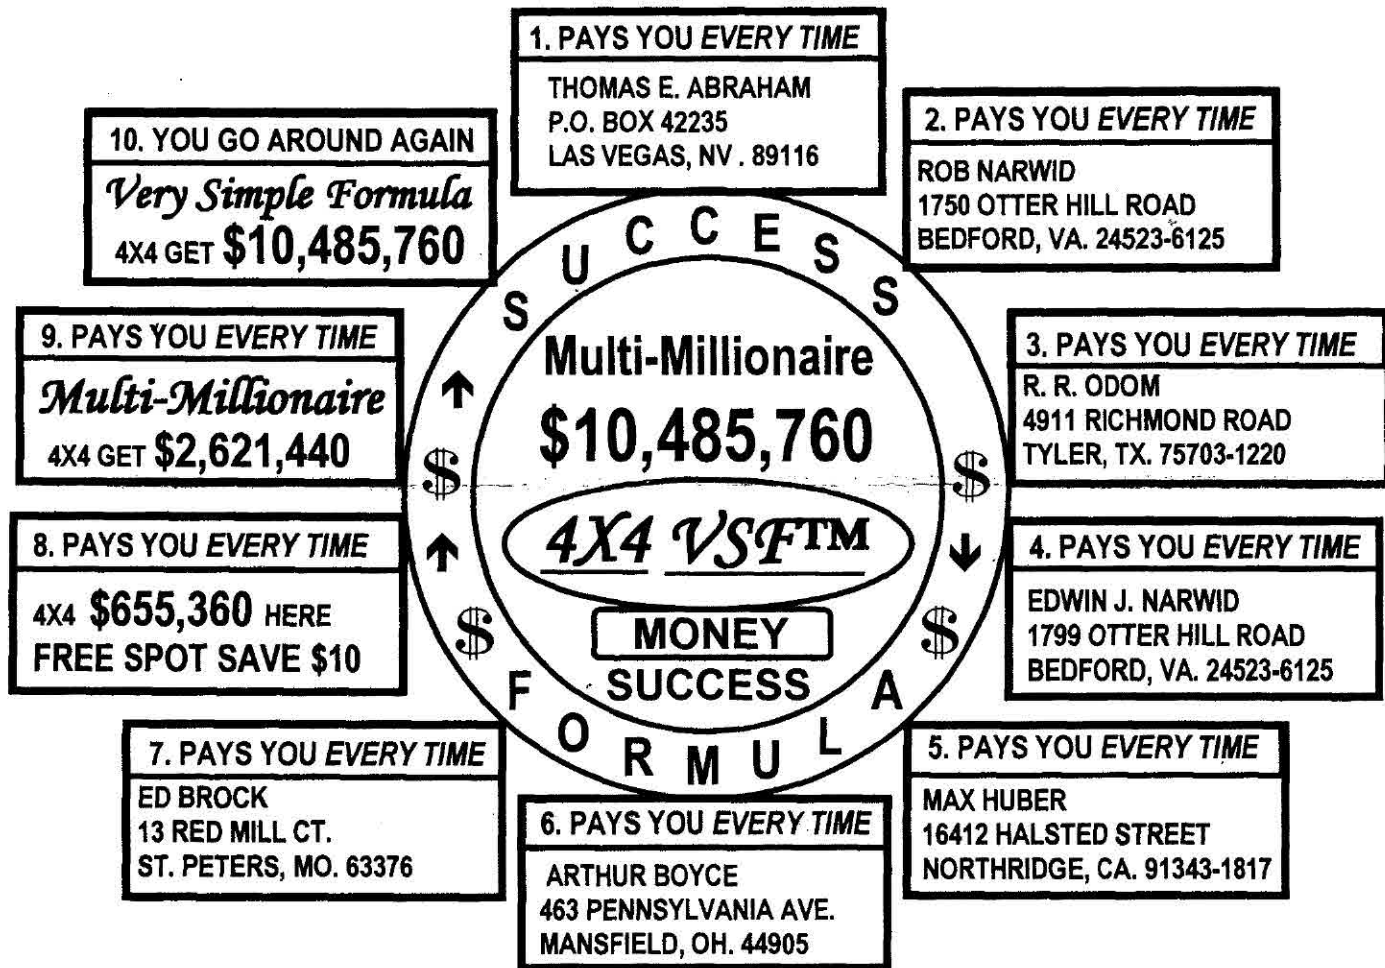 1. PAYS YOU EVERY TIME
THOMAS E. ABRAHAM
P.O. BOX 42235
LAS VEGAS, NV . 89116
2. PAYS YOU EVERY TIME
ROB NARWID
1750 OTTER HILL ROAD
BEDFORD, VA. 24523-6125
3. PAYS YOU EVERY TIME
R. R. ODOM
4911 RICHMOND ROAD
TYLER, TX. 75703-1220
4. PAYS YOU EVERY TIME
EDWIN J. NARWID
1799 OTTER HILL ROAD
BEDFORD, VA. 24523-6125
5. PAYS YOU EVERY TIME
MAX HUBER
16412 HALSTED STREET
NORTHRIDGE, CA. 91343-1817
6. PAYS YOU EVERY TIME
ARTHUR BOYCE
463 PENNSYLVANIA AVE.
MANSFIELD, OH. 44905
7. PAYS YOU EVERY TIME
ED BROCK
13 RED MILL CT.
ST. PETERS, MO. 63376
8. PAYS YOU EVERY TIME
4X4 $655,360 HERE
FREE SPOT SAVE $10
9. PAYS YOU EVERY TIME
Multi-Millionaire
4X4 GET $2,621,440
10. YOU GO AROUND AGAIN
Very Simple Formula
4X4 GET $10,485,760
SUCCESS
$ $
FORMULA
$ $
Multi-Millionaire
$10,485,760
4X4 VSF™
MONEY
SUCCESS